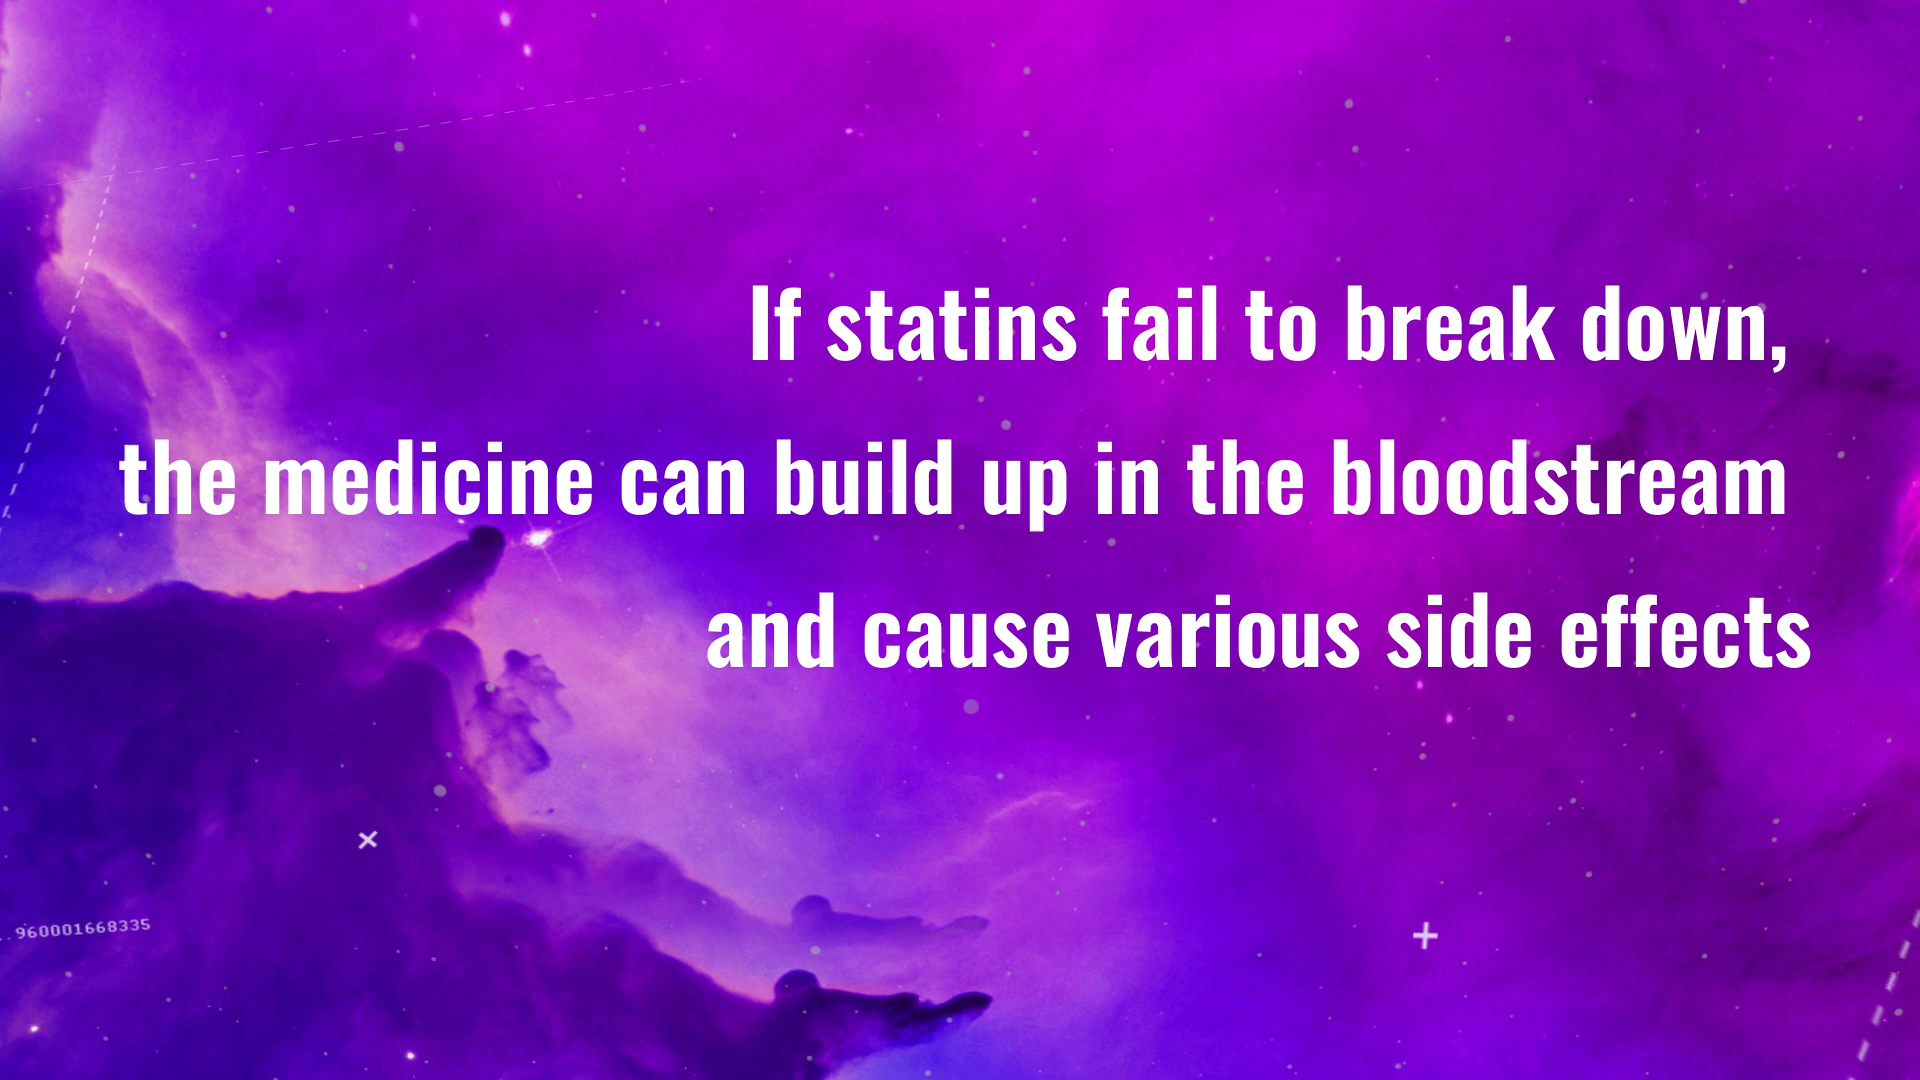 If statins fail to break down,
the medicine can build up in the bloodstream
and cause various side effects
960001668335